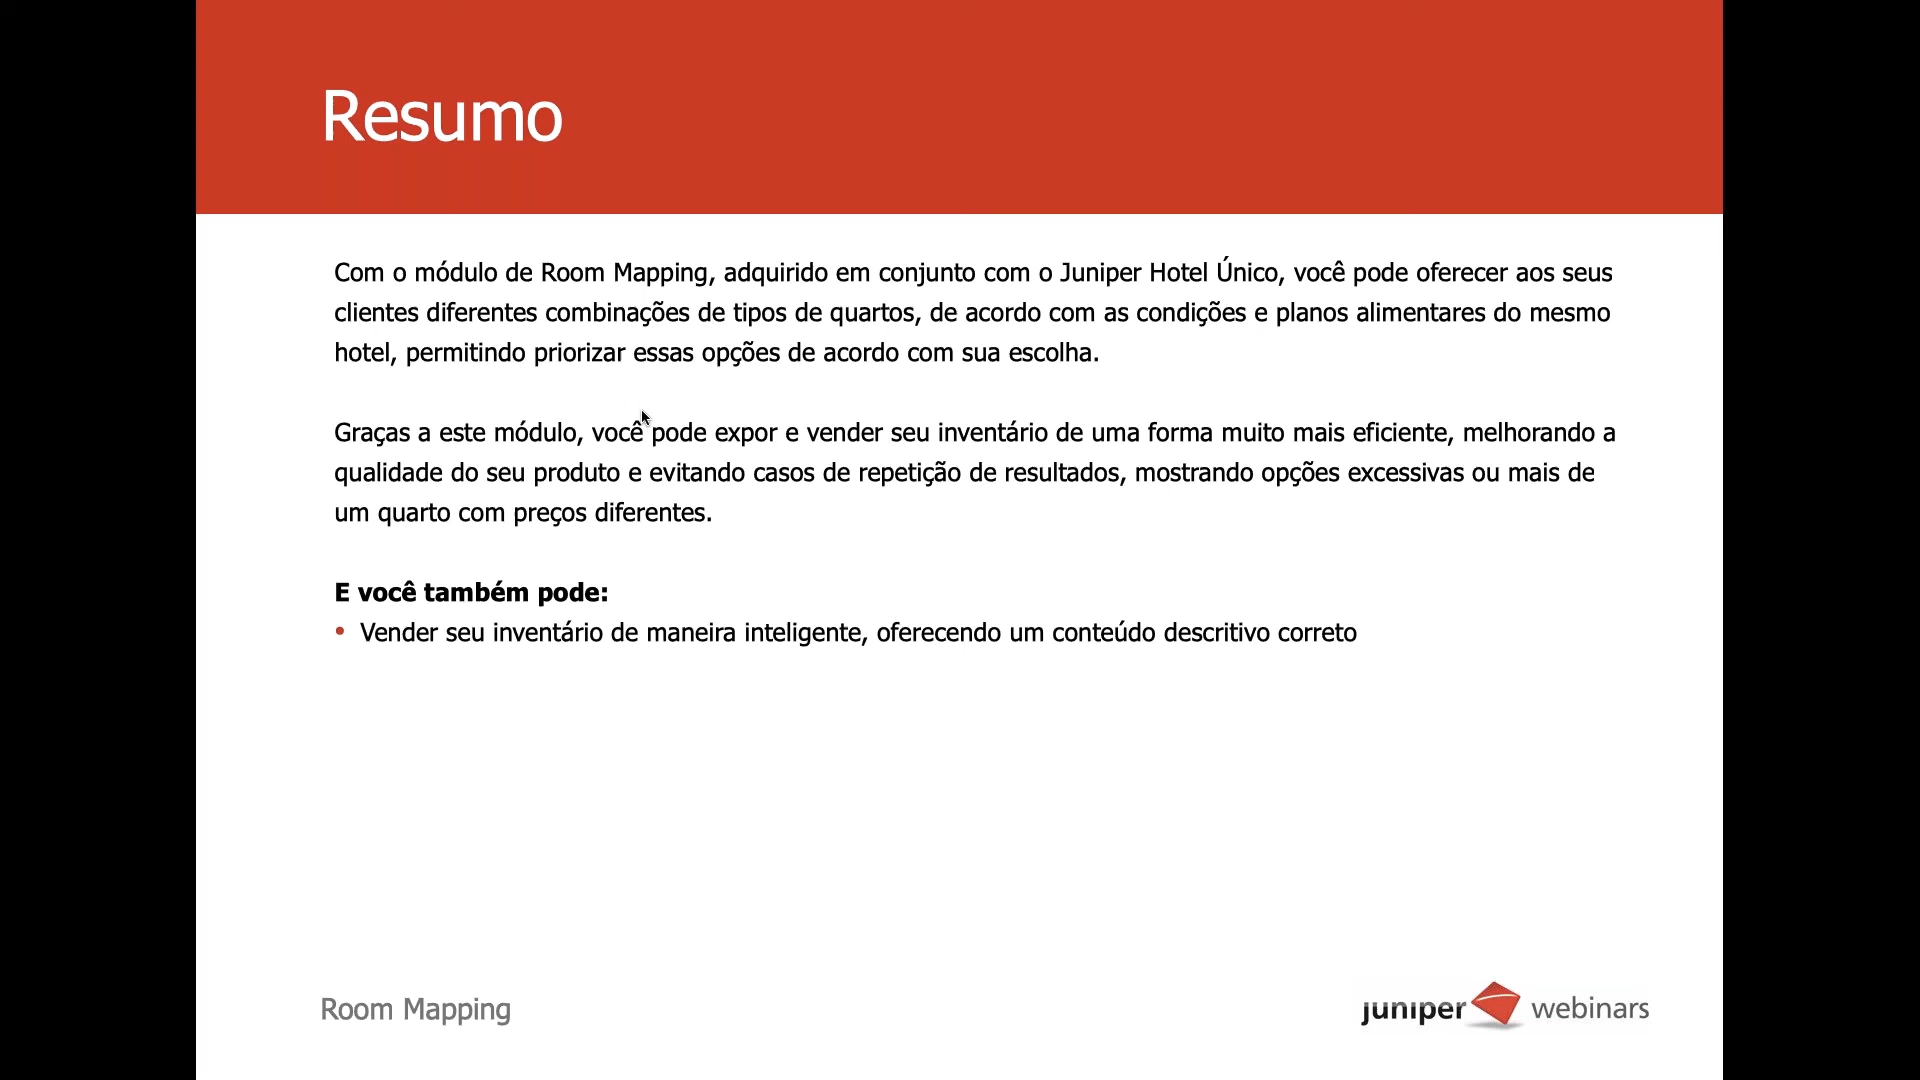 Resumo
Com o módulo de Room Mapping, adquirido em conjunto com o Juniper Hotel Único, você pode oferecer aos seus
clientes diferentes combinações de tipos de quartos, de acordo com as condições e planos alimentares do mesmo
hotel, permitindo priorizar essas opções de acordo com sua escolha.
Graças a este módulo, você pode expor e vender seu inventário de uma forma muito mais eficiente, melhorando a
qualidade do seu produto e evitando casos de repetição de resultados, mostrando opções excessivas ou mais de
um quarto com preços diferentes.
E você também pode:
• Vender seu inventário de maneira inteligente, oferecendo um conteúdo descritivo correto
Room Mapping
juniper webinars